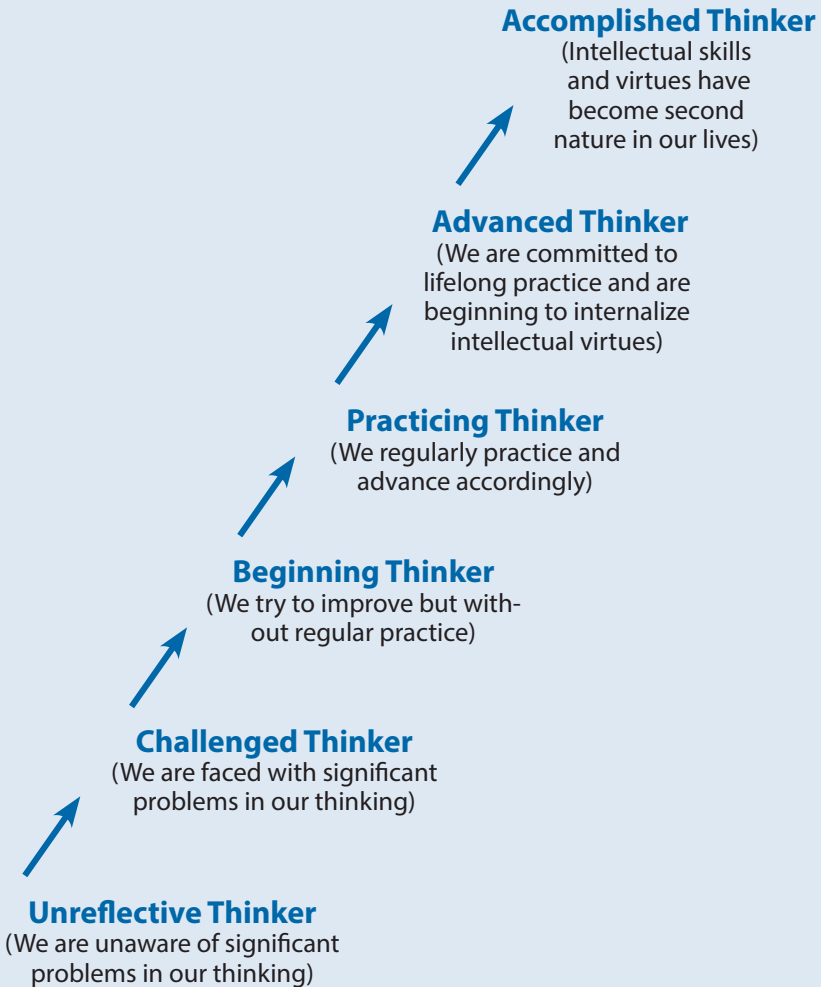 Accomplished Thinker
(Intellectual skills
and virtues have
become second
nature in our lives)
Advanced Thinker
(We are committed to
lifelong practice and are
beginning to internalize
intellectual virtues)
Practicing Thinker
(We regularly practice and
advance accordingly)
Beginning Thinker
(We try to improve but with-
out regular practice)
Challenged Thinker
(We are faced with significant
problems in our thinking)
Unreflective Thinker
(We are unaware of significant
problems in our thinking)